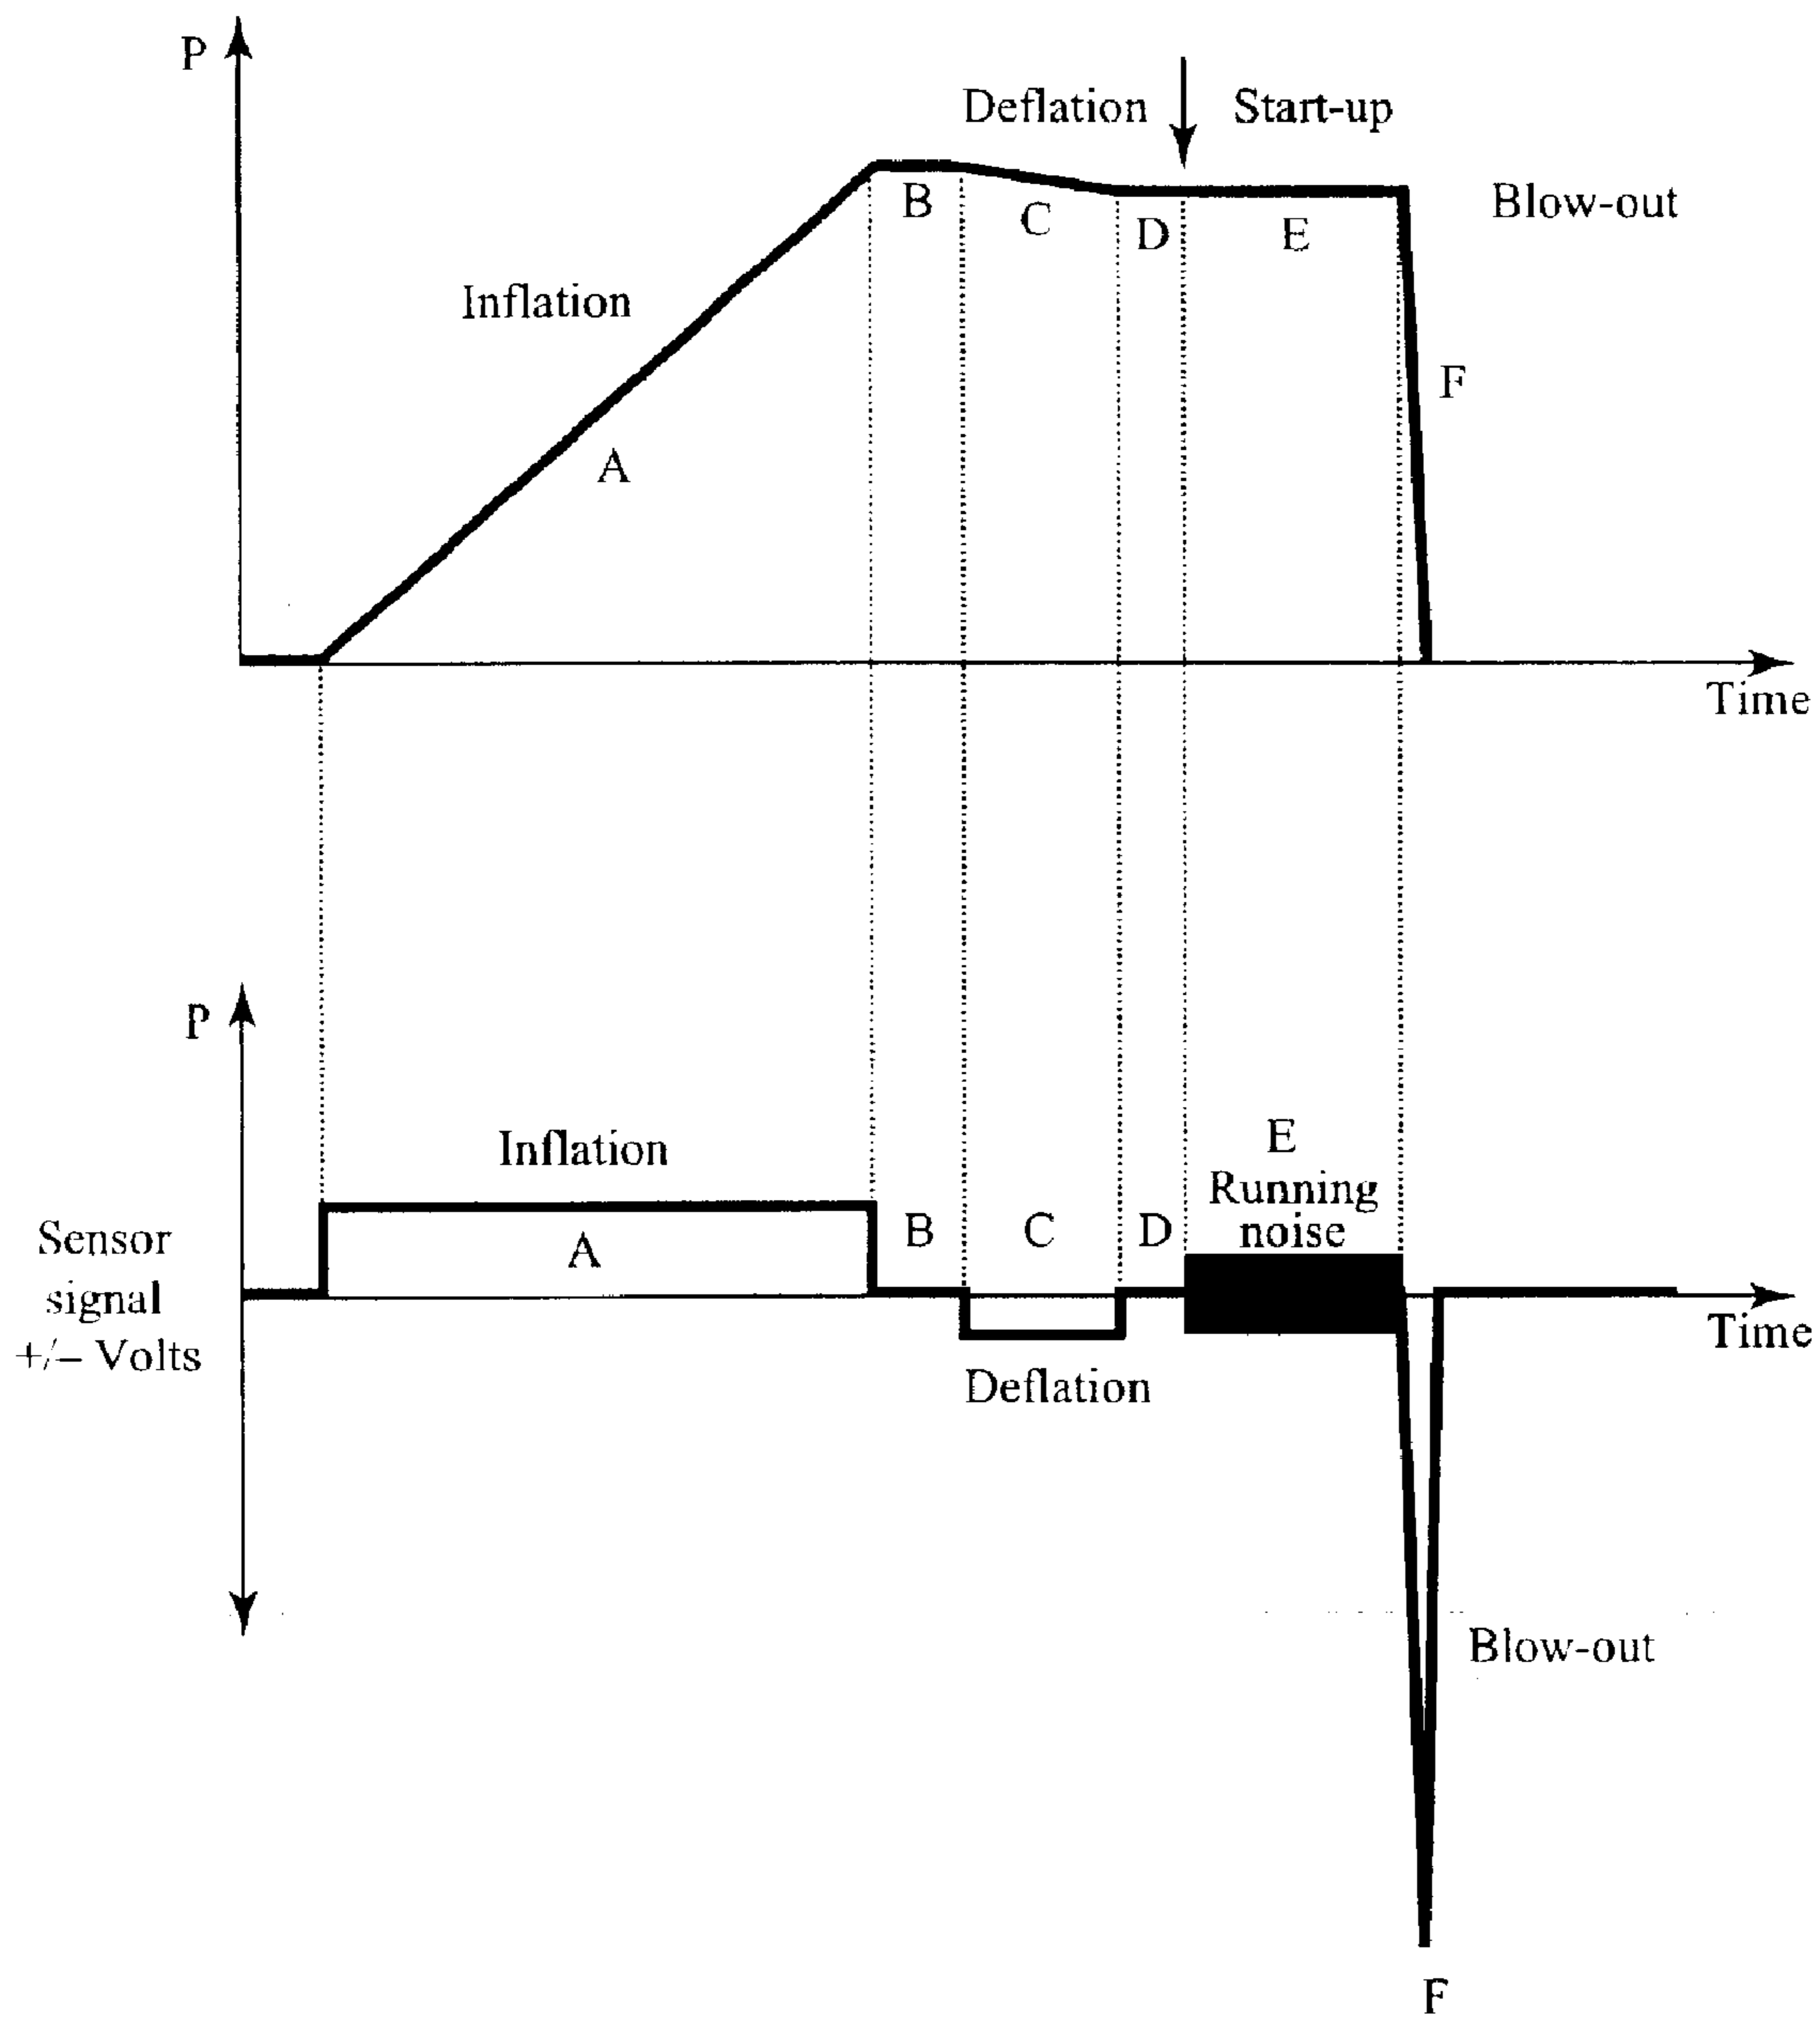 P
Deflation
Start-up
B
C
D
E
Blow-out
Inflation
A
F
Time
P
Inflation
E
Running
noise
A
B
C
D
Sensor
signal
+/– Volts
Time
Deflation
Blow-out
F